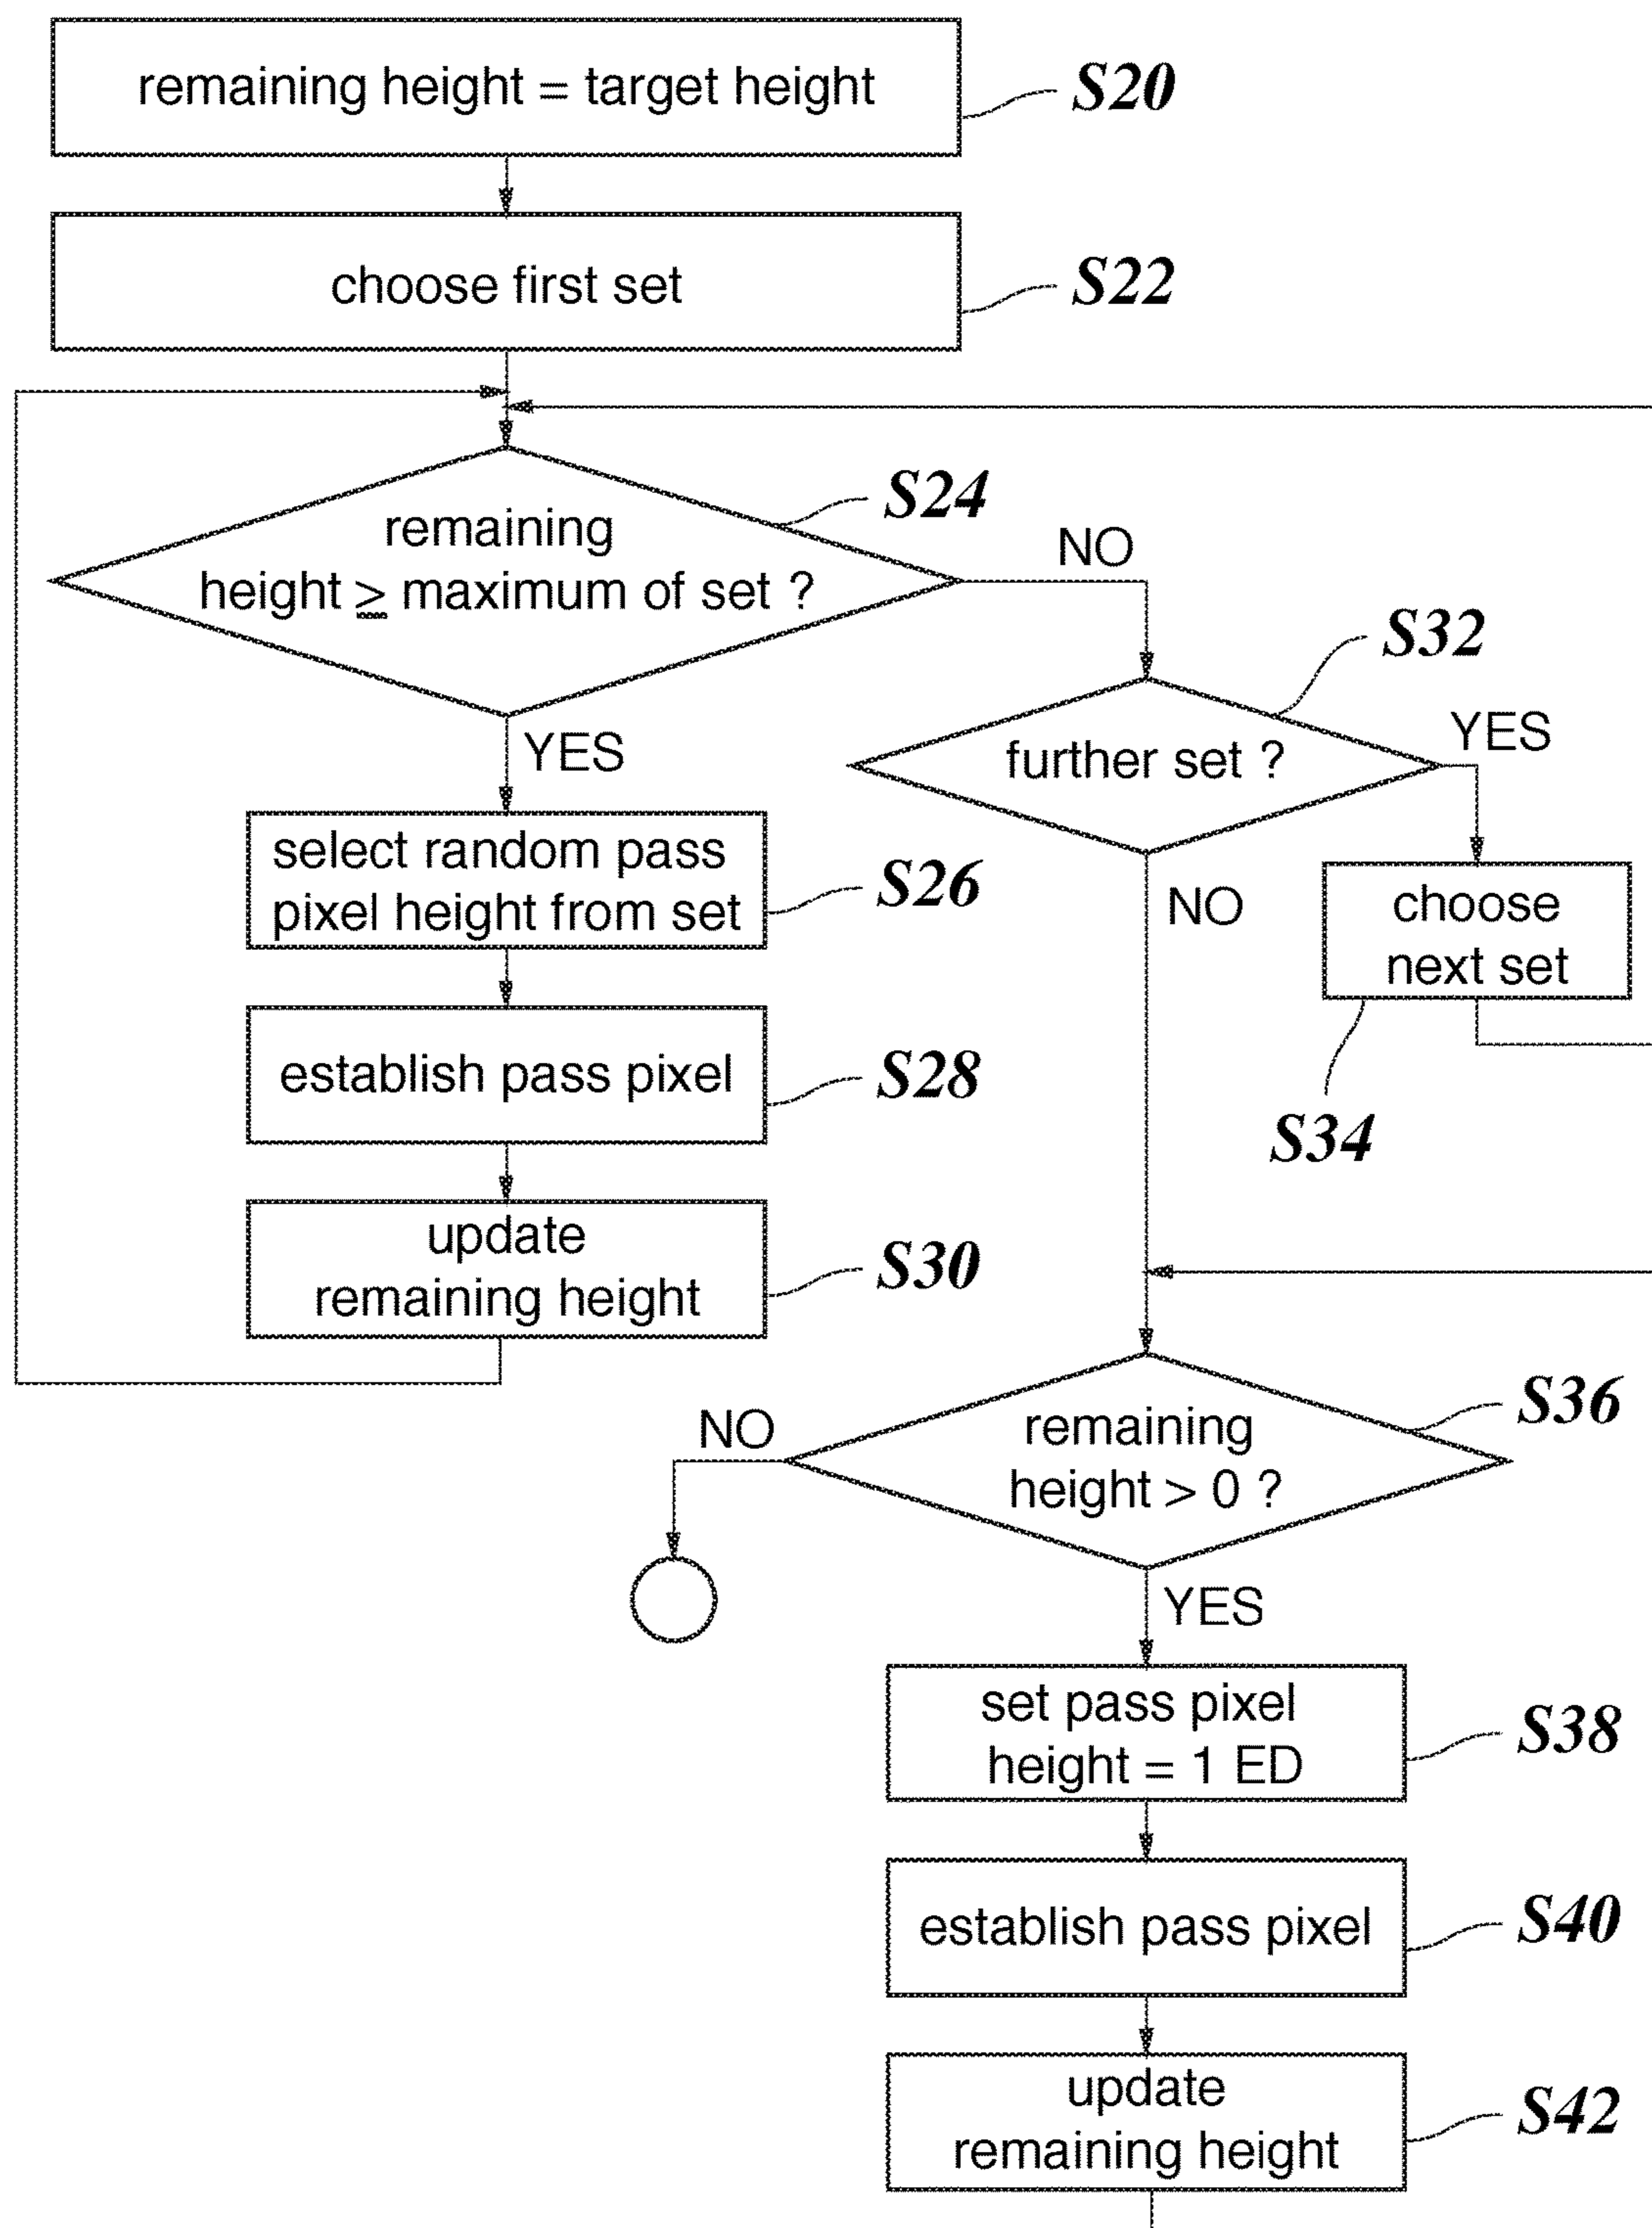 remaining height = target height
S20
choose first set
S22
remaining
height ≥ maximum of set ?
S24
NO
YES
S32
further set ?
YES
NO
select random pass
pixel height from set
S26
choose
next set
S34
establish pass pixel
S28
update
remaining height
S30
remaining
height > 0 ?
S36
NO
YES
set pass pixel
height = 1 ED
S38
establish pass pixel
S40
update
remaining height
S42